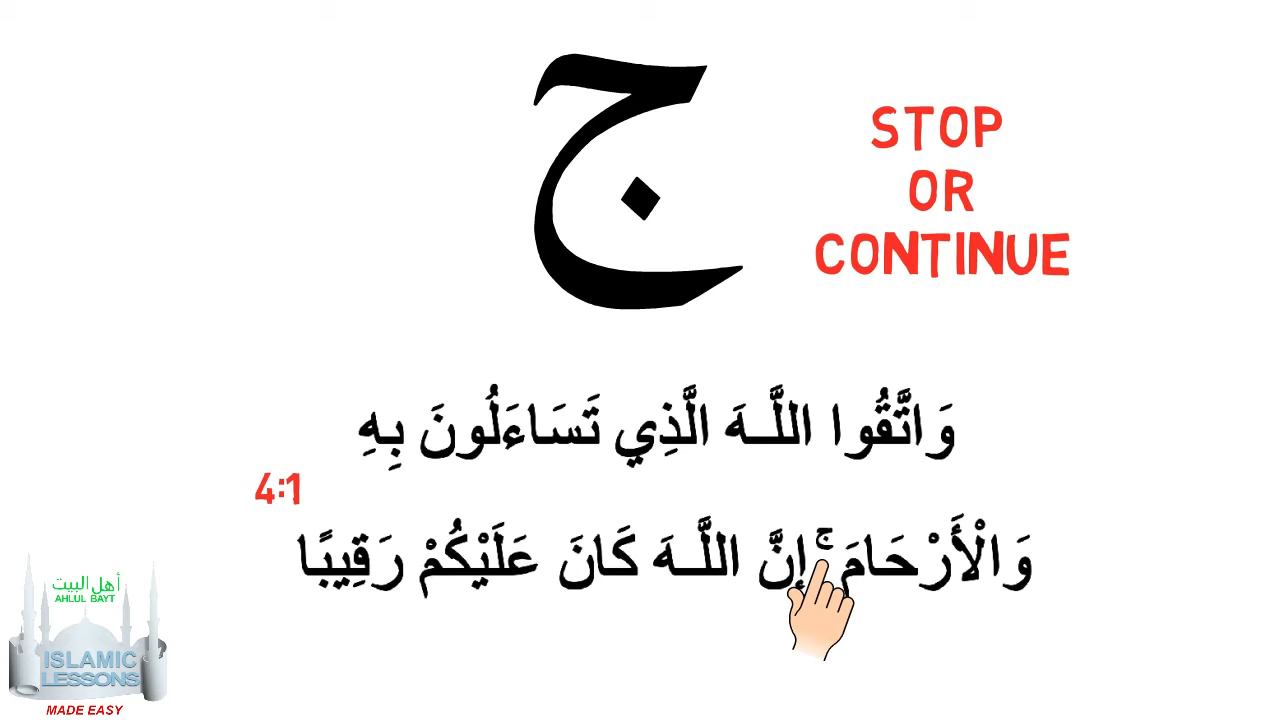 ج
STOP
OR
CONTINUE
وَاتَّقُوا اللَّـهَ الَّذِي تَسَاءَلُونَ بِهِ
4:1
وَالْأَرْحَامَ ۚ إِنَّ اللَّـهَ كَانَ عَلَيْكُمْ رَقِيبًا
أهل البيت
AHLUL BAYT
ISLAMIC
LESSONS
MADE EASY